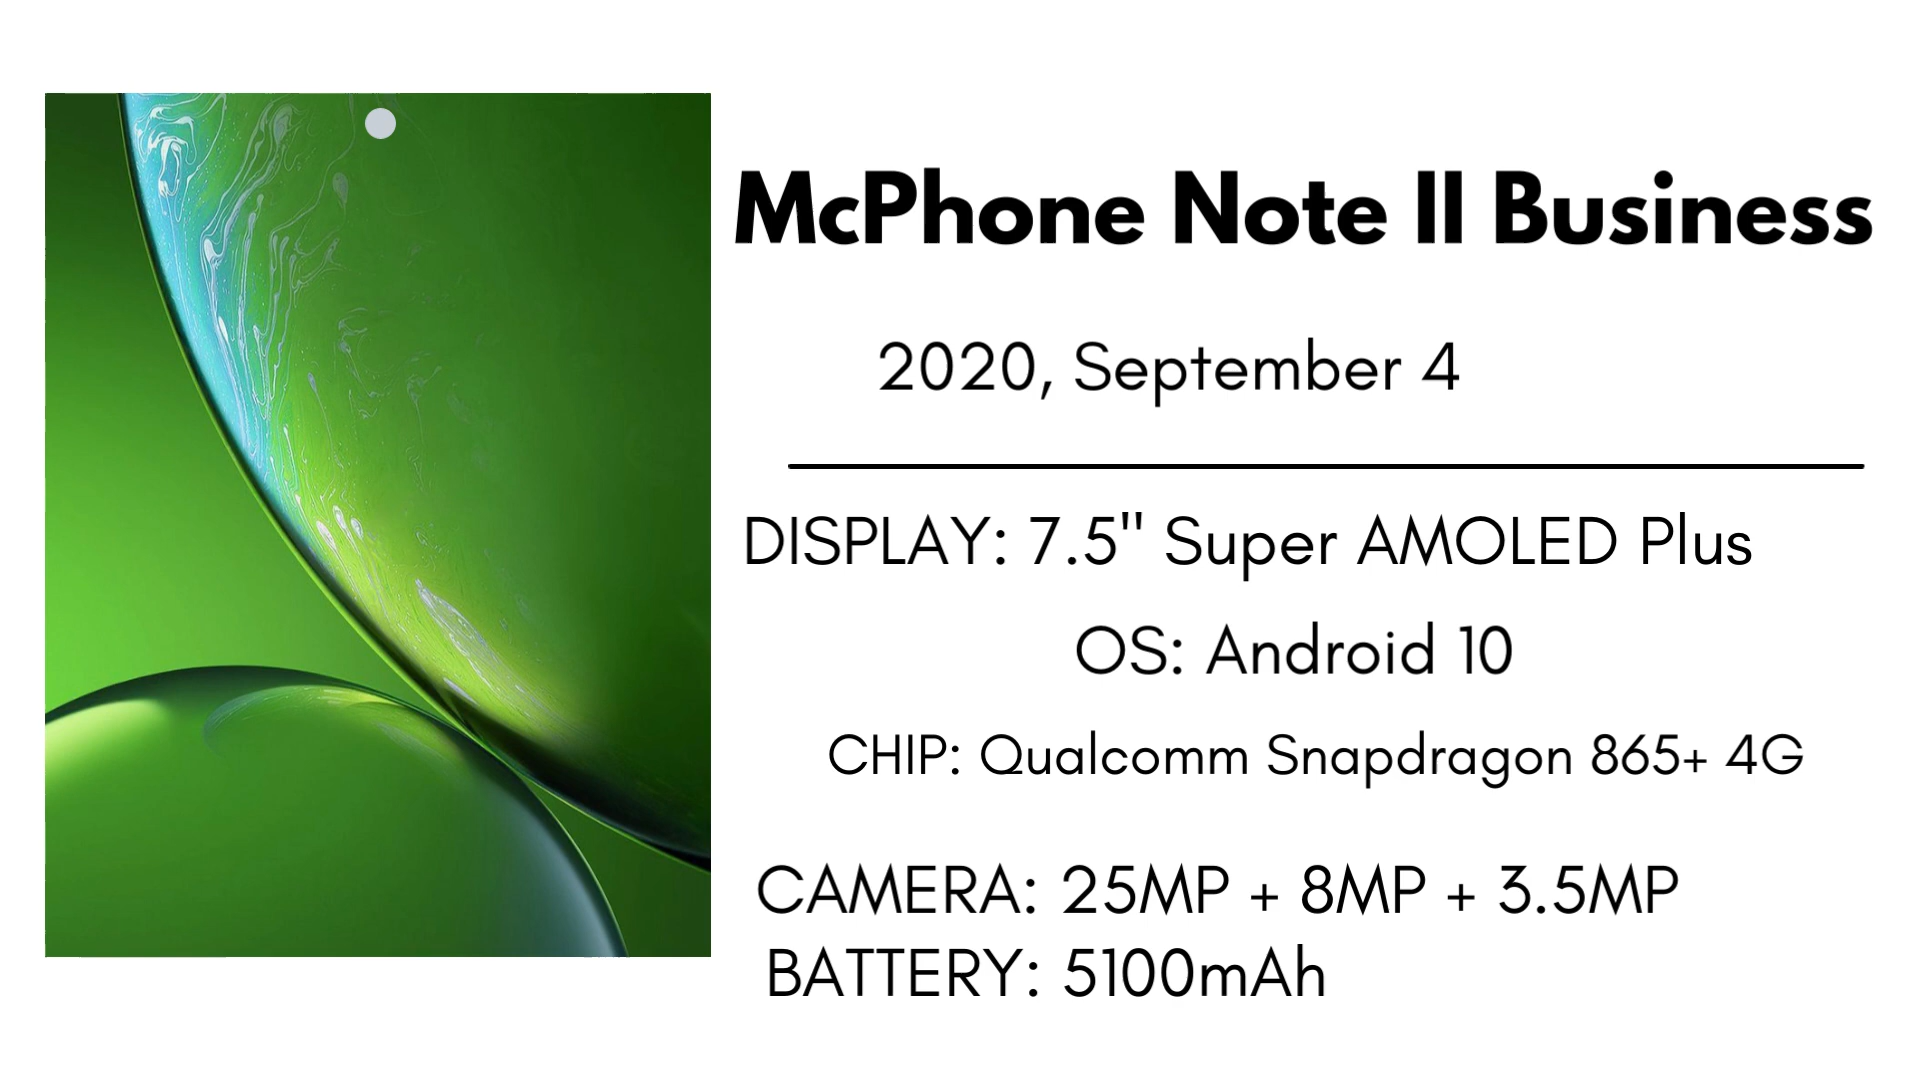 McPhone Note II Business
2020, September 4
DISPLAY: 7.5" Super AMOLED Plus
OS: Android 10
CHIP: Qualcomm Snapdragon 865+ 4G
CAMERA: 25MP + 8MP + 3.5MP
BATTERY: 5100mAh